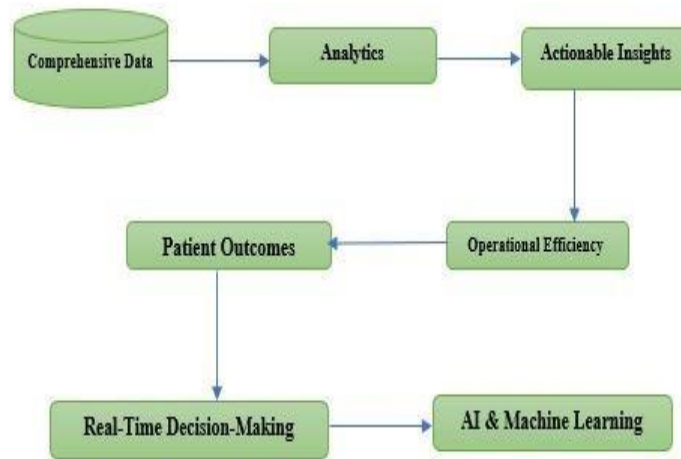 Comprehensive Data
Analytics
Actionable Insights
Patient Outcomes
Operational Efficiency
Real-Time Decision-Making
AI & Machine Learning